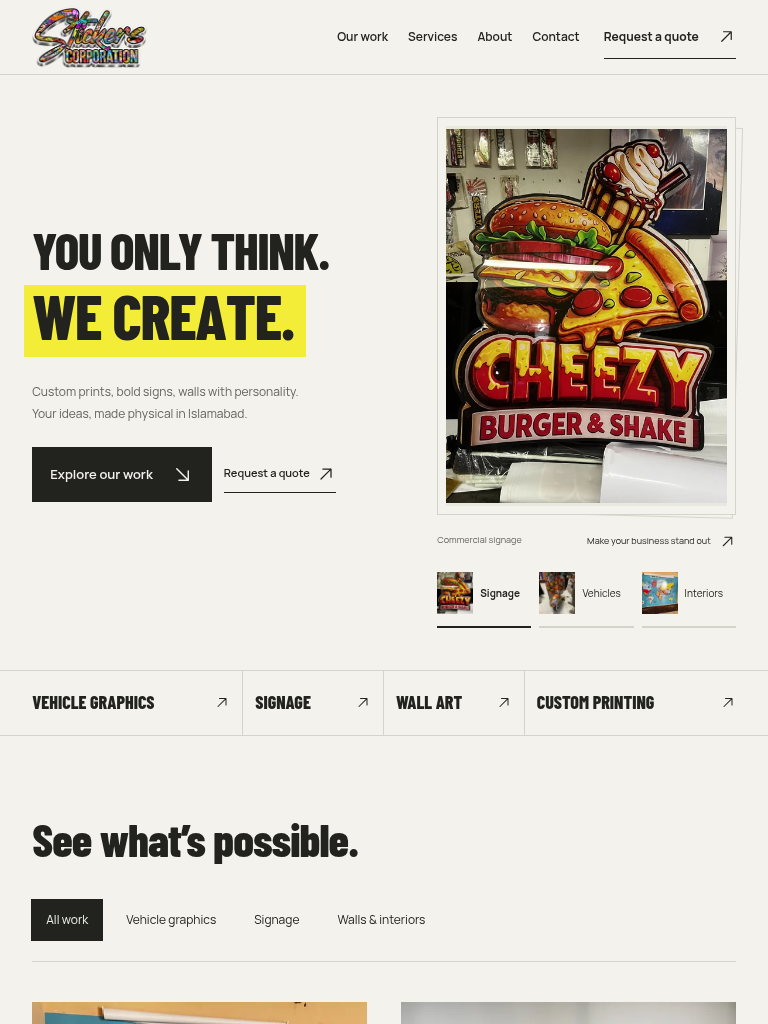 Stickers
CORPORATION
Our work
Services
About
Contact
Request a quote
YOU ONLY THINK.
WE CREATE.
Custom prints, bold signs, walls with personality.
Your ideas, made physical in Islamabad.
Explore our work
Request a quote
CHEEZY
BURGER & SHAKE
Commercial signage
Make your business stand out
CHEEZY
Signage
Vehicles
Interiors
VEHICLE GRAPHICS
SIGNAGE
WALL ART
CUSTOM PRINTING
See what’s possible.
All work
Vehicle graphics
Signage
Walls & interiors